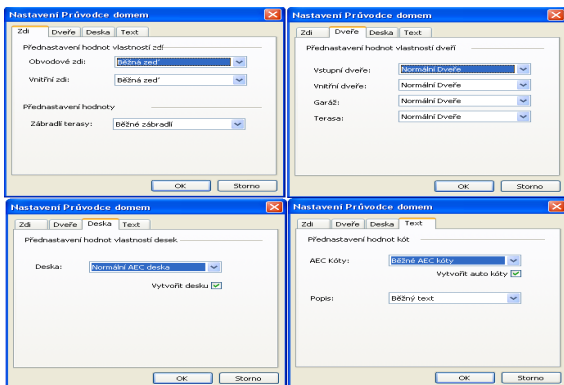 Nastavení Průvodce domem
Zdi Dveře Deska Text
Přednastavení hodnot vlastností zdí
Obvodové zdi: Běžná zeď
Vnitřní zdi: Běžná zeď
Přednastavení hodnoty
Zábradlí terasy: Běžné zábradlí
OK Storno
Nastavení Průvodce domem
Zdi Dveře Deska Text
Přednastavení hodnot vlastností dveří
Vstupní dveře: Normální Dveře
Vnitřní dveře: Normální Dveře
Garáž: Normální Dveře
Terasa: Normální Dveře
OK Storno
Nastavení Průvodce domem
Zdi Dveře Deska Text
Přednastavení hodnot vlastností desek
Deska: Normální AEC deska
Vytvořit desku
OK Storno
Nastavení Průvodce domem
Zdi Dveře Deska Text
Přednastavení hodnot kót
AEC Kóty: Běžné AEC kóty
Vytvořit auto kóty
Popis: Běžný text
OK Storno